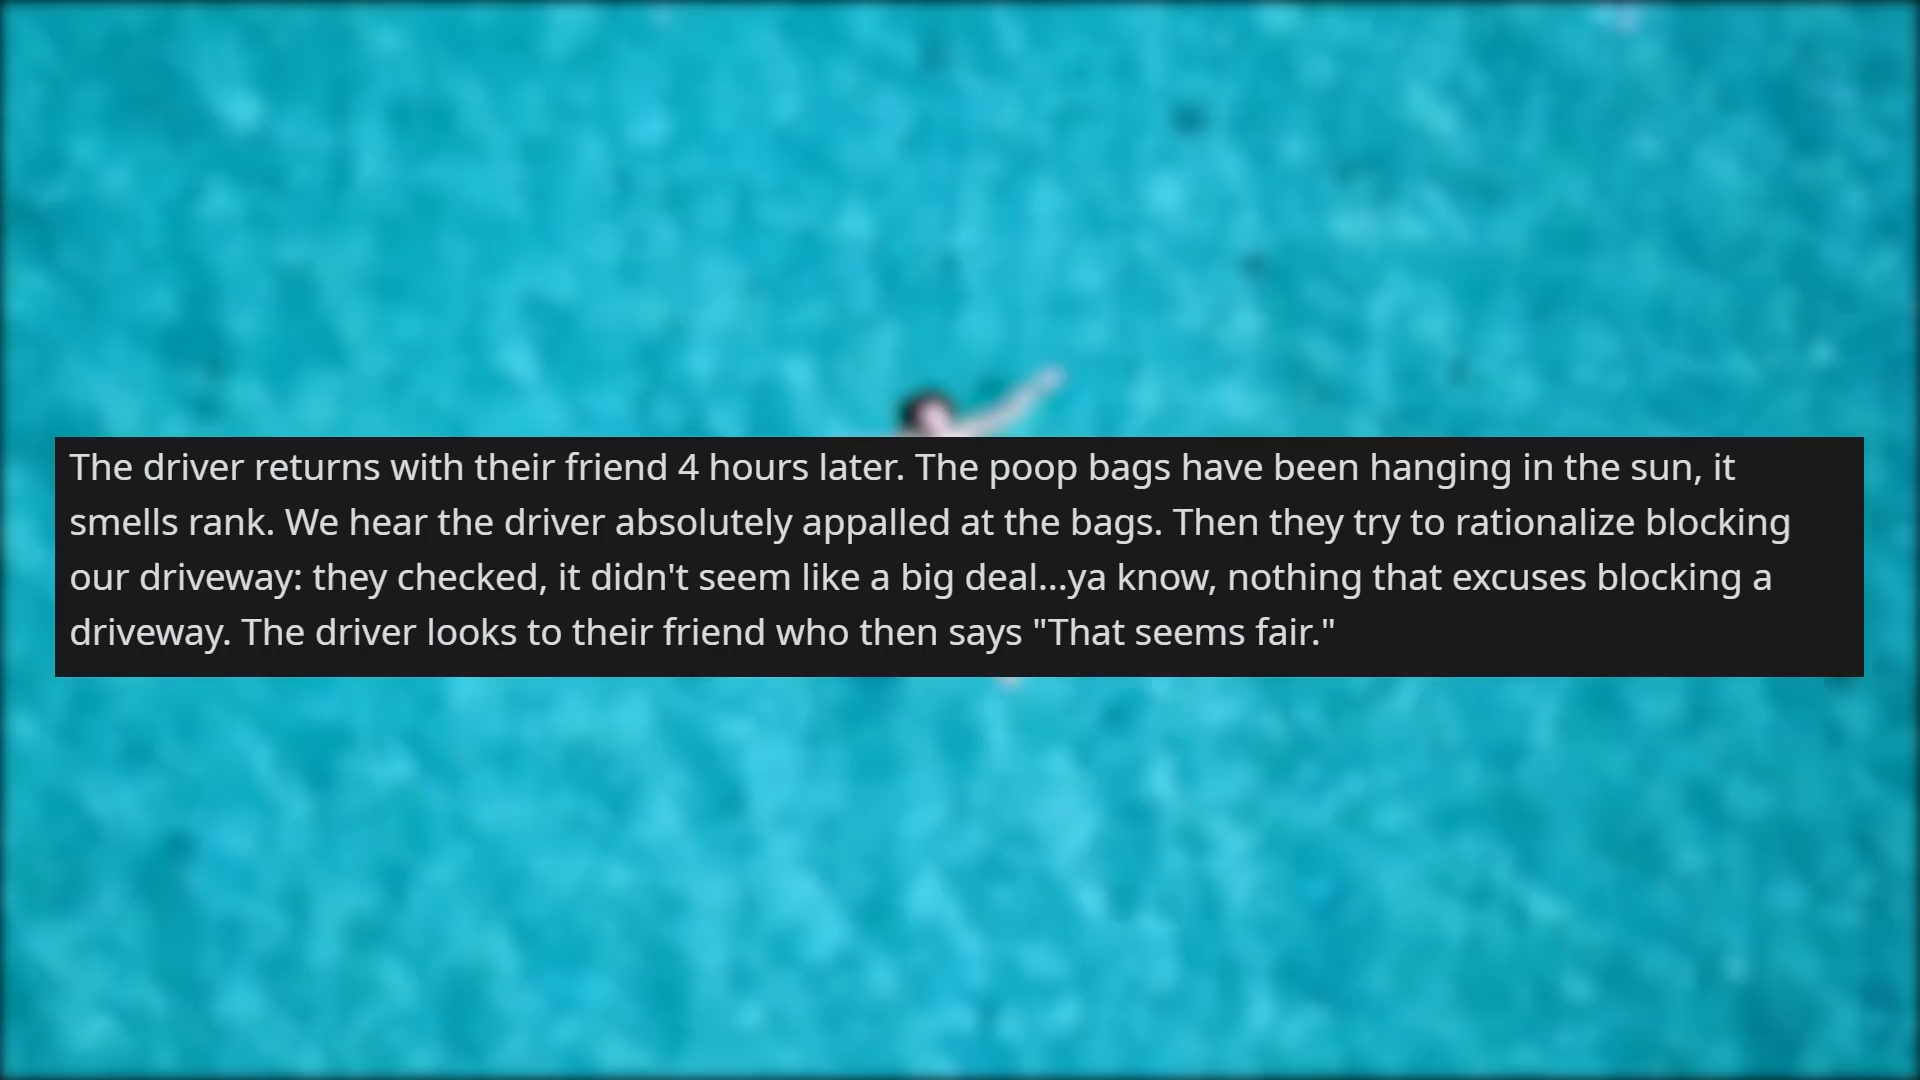 The driver returns with their friend 4 hours later. The poop bags have been hanging in the sun, it
smells rank. We hear the driver absolutely appalled at the bags. Then they try to rationalize blocking
our driveway: they checked, it didn't seem like a big deal...ya know, nothing that excuses blocking a
driveway. The driver looks to their friend who then says "That seems fair."